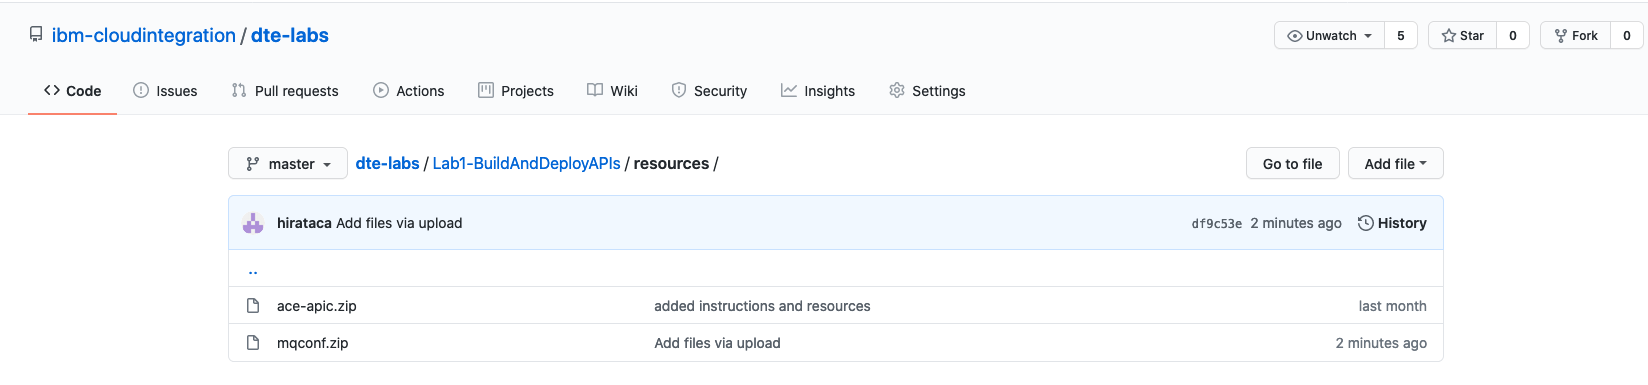 ibm-cloudintegration / dte-labs
Unwatch 5 Star 0 Fork 0
Code Issues Pull requests Actions Projects Wiki Security Insights Settings
master dte-labs / Lab1-BuildAndDeployAPIs / resources / Go to file Add file
hirataca Add files via upload df9c53e 2 minutes ago History
..
ace-apic.zip added instructions and resources last month
mqconf.zip Add files via upload 2 minutes ago